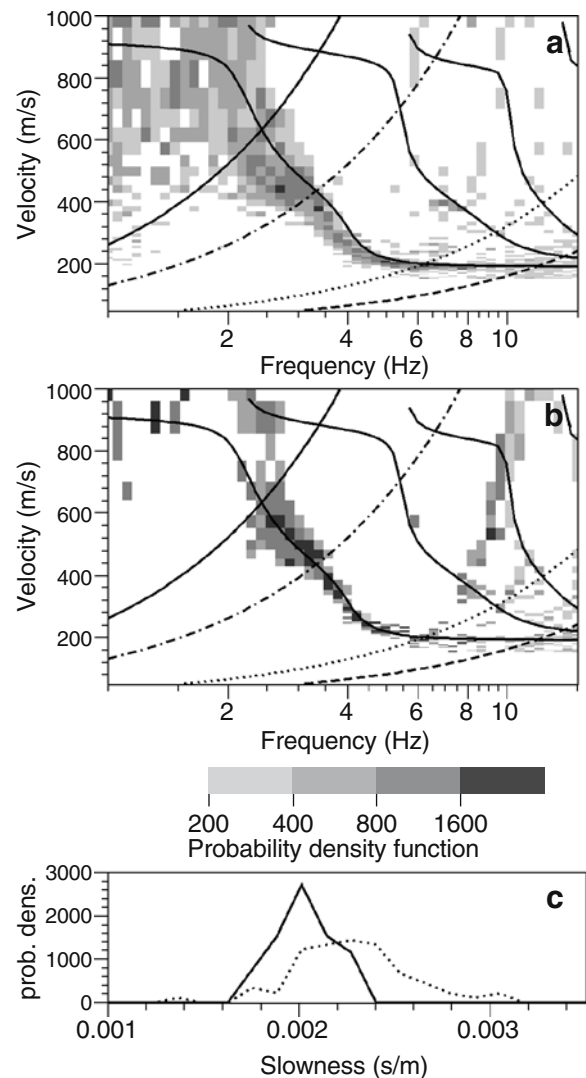 1000
a
800
600
400
200
Velocity (m/s)
2 4 6 8 10
Frequency (Hz)
1000
b
800
600
400
200
Velocity (m/s)
2 4 6 8 10
Frequency (Hz)
200 400 800 1600
Probability density function
3000
c
2000
1000
0
prob. dens.
0.001 0.002 0.003
Slowness (s/m)